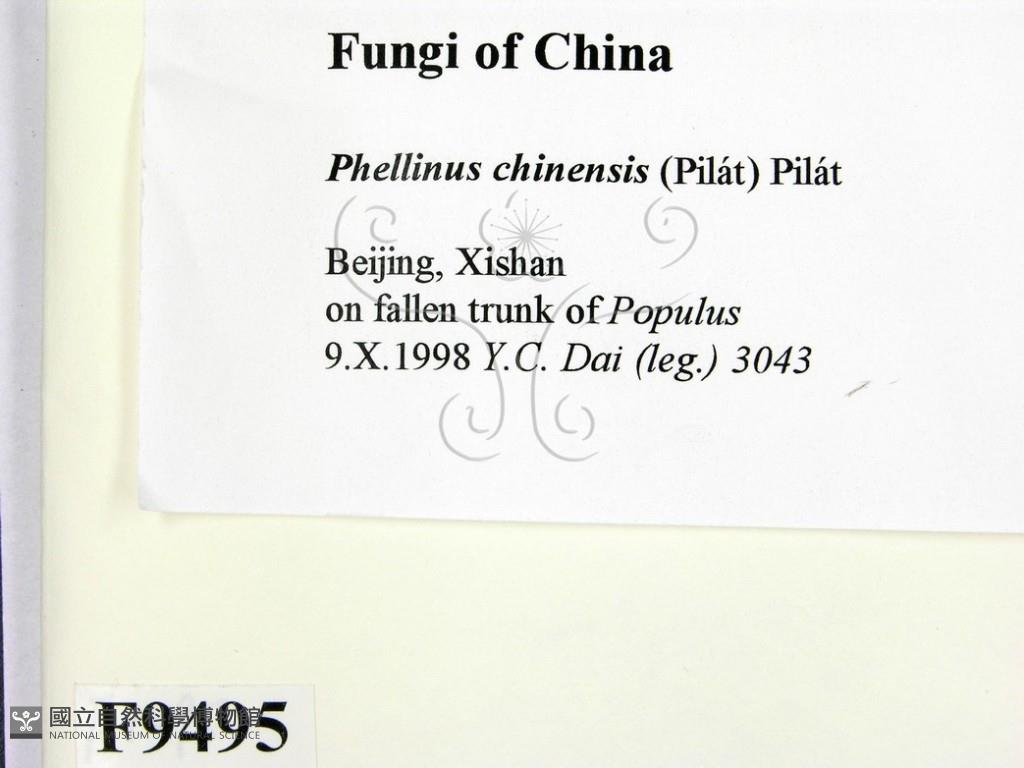 Fungi of China
Phellinus chinensis (Pilát) Pilát
Beijing, Xishan
on fallen trunk of Populus
9.X.1998 Y.C. Dai (leg.) 3043
F9495
國立自然科學博物館
NATIONAL MUSEUM OF NATURAL SCIENCE